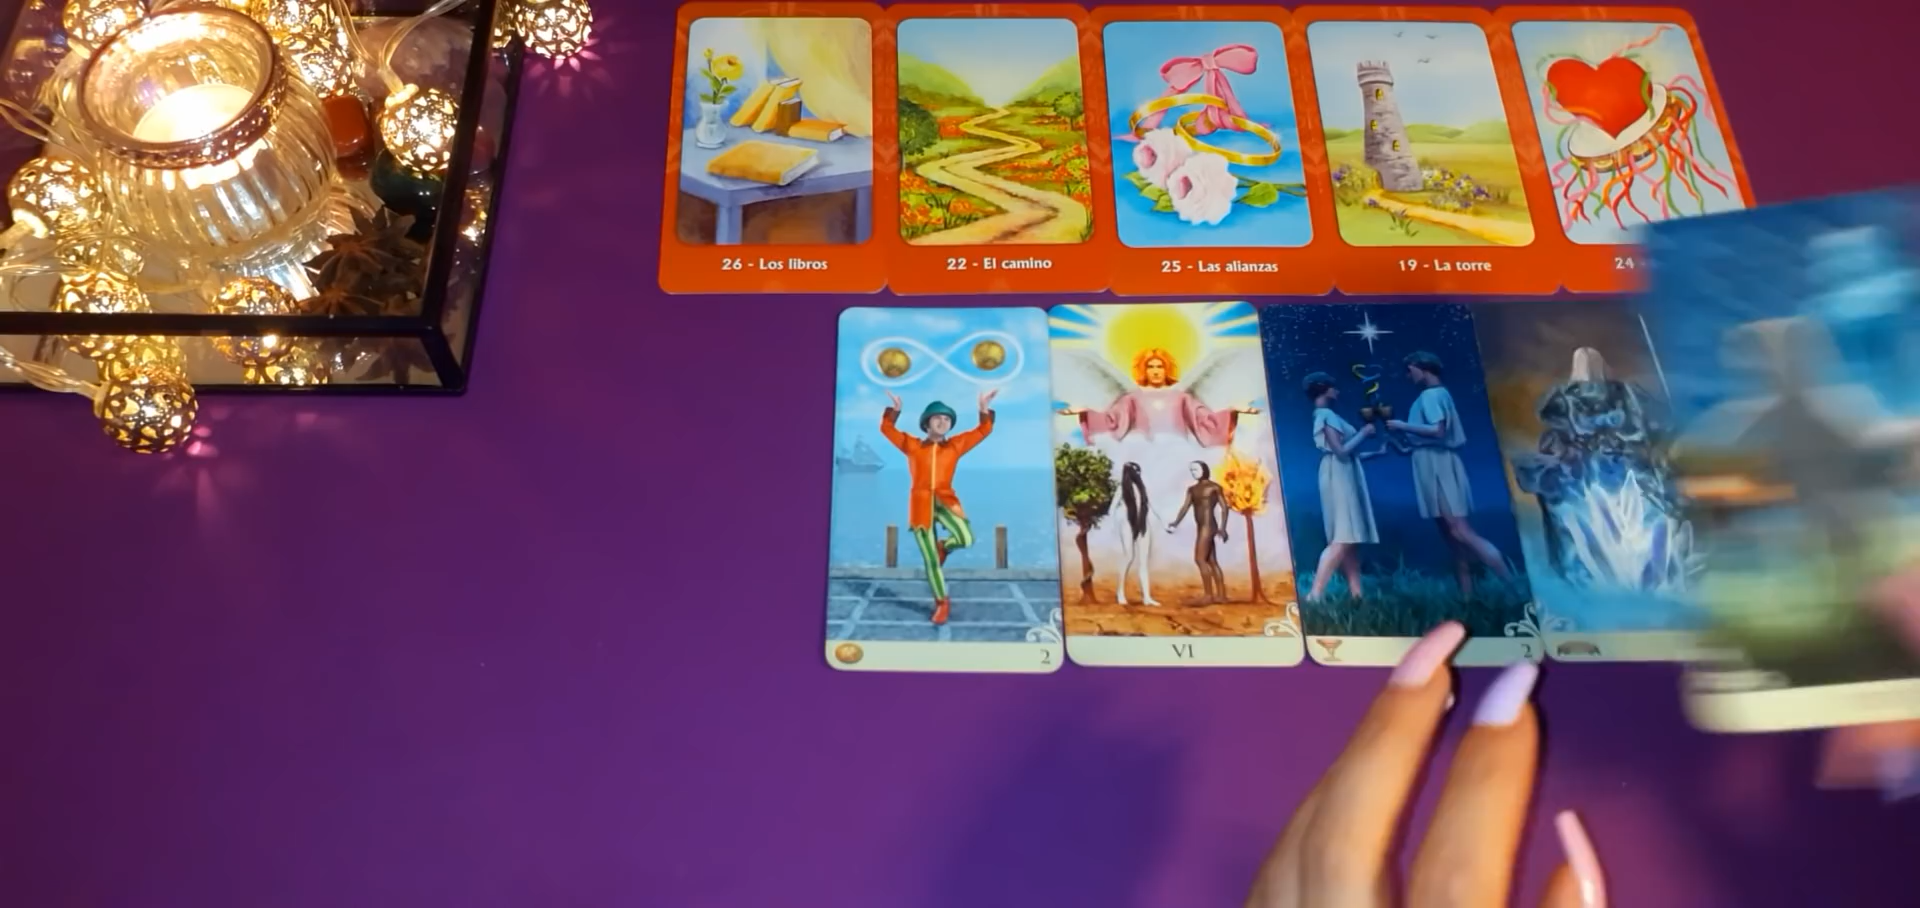 26 - Los libros
22 - El camino
25 - Las alianzas
19 - La torre
24 -
2
VI
2